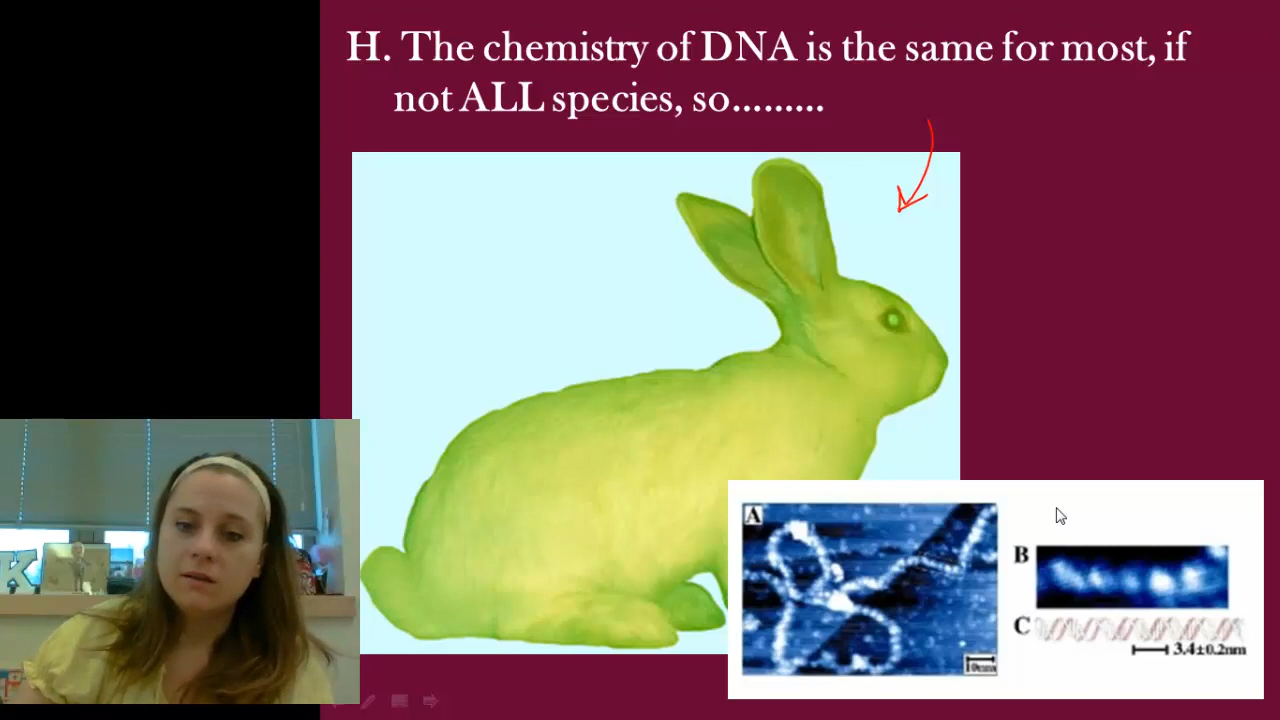 H. The chemistry of DNA is the same for most, if
not ALL species, so.........
A
B
C
3.4±0.2nm
K